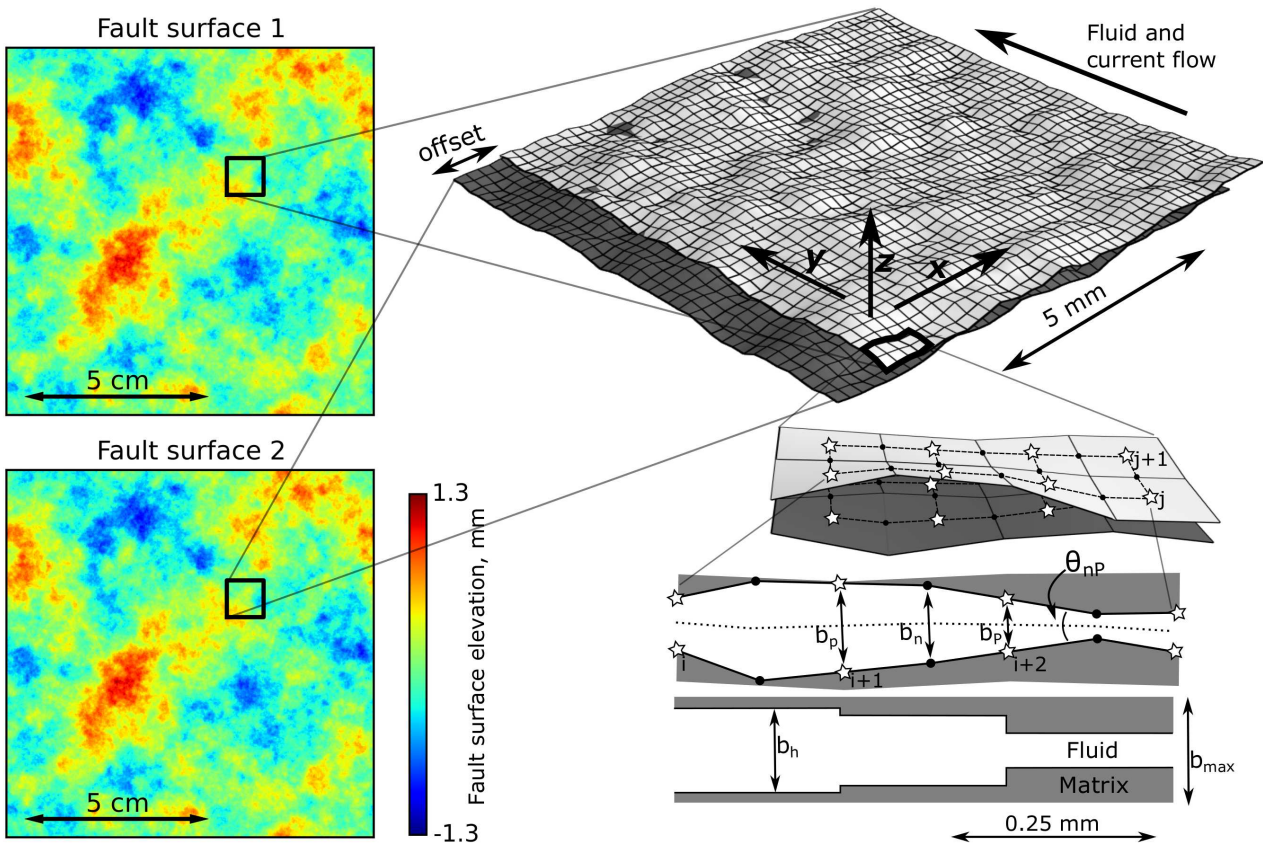 Fault surface 1
5 cm
Fault surface 2
5 cm
1.3
Fault surface elevation, mm
-1.3
Fluid and
current flow
offset
y
z
x
5 mm
j+1
j
θnP
bp
bn
bP
i
i+1
i+2
bh
Fluid
Matrix
bmax
0.25 mm